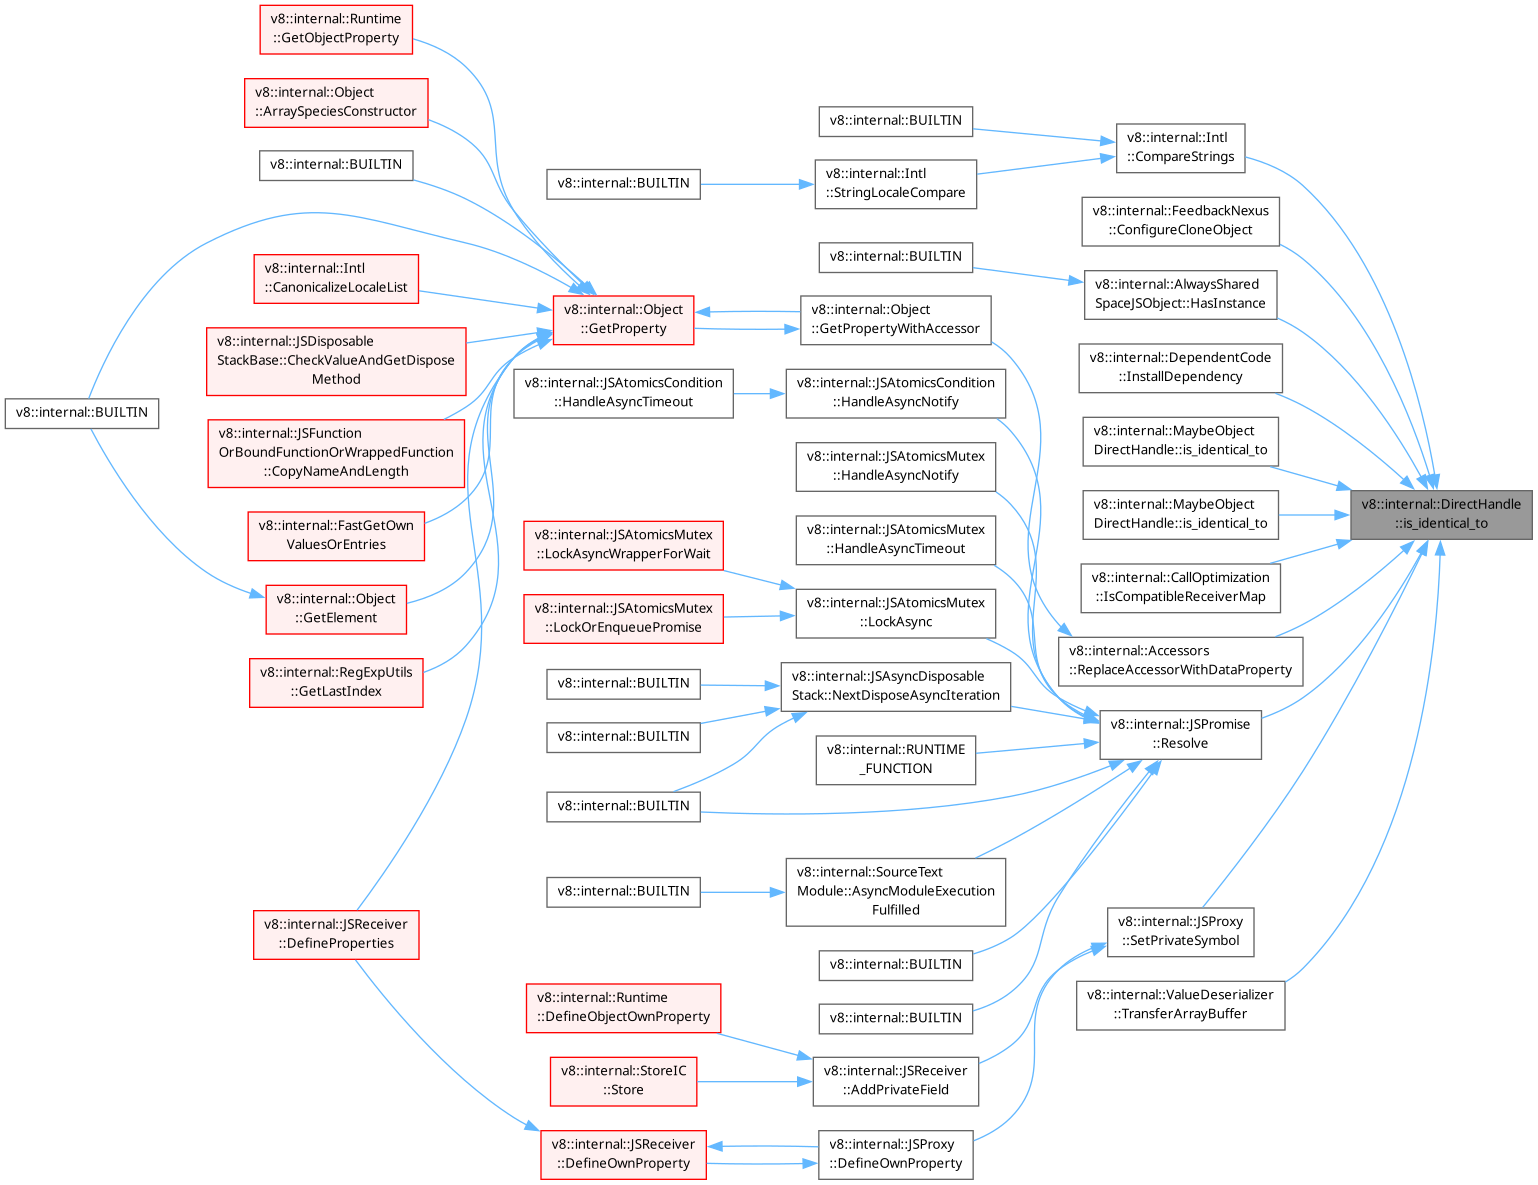 v8::internal::Runtime
::GetObjectProperty
v8::internal::Object
::ArraySpeciesConstructor
v8::internal::BUILTIN
v8::internal::Intl
::CanonicalizeLocaleList
v8::internal::JSDisposable
StackBase::CheckValueAndGetDispose
Method
v8::internal::BUILTIN
v8::internal::JSFunction
OrBoundFunctionOrWrappedFunction
::CopyNameAndLength
v8::internal::FastGetOwn
ValuesOrEntries
v8::internal::Object
::GetElement
v8::internal::RegExpUtils
::GetLastIndex
v8::internal::JSReceiver
::DefineProperties
v8::internal::BUILTIN
v8::internal::Object
::GetProperty
v8::internal::JSAtomicsCondition
::HandleAsyncTimeout
v8::internal::JSAtomicsMutex
::LockAsyncWrapperForWait
v8::internal::JSAtomicsMutex
::LockOrEnqueuePromise
v8::internal::BUILTIN
v8::internal::BUILTIN
v8::internal::BUILTIN
v8::internal::BUILTIN
v8::internal::Runtime
::DefineObjectOwnProperty
v8::internal::StoreIC
::Store
v8::internal::JSReceiver
::DefineOwnProperty
v8::internal::BUILTIN
v8::internal::Intl
::StringLocaleCompare
v8::internal::BUILTIN
v8::internal::Object
::GetPropertyWithAccessor
v8::internal::JSAtomicsCondition
::HandleAsyncNotify
v8::internal::JSAtomicsMutex
::HandleAsyncNotify
v8::internal::JSAtomicsMutex
::HandleAsyncTimeout
v8::internal::JSAtomicsMutex
::LockAsync
v8::internal::JSAsyncDisposable
Stack::NextDisposeAsyncIteration
v8::internal::RUNTIME
_FUNCTION
v8::internal::SourceText
Module::AsyncModuleExecution
Fulfilled
v8::internal::BUILTIN
v8::internal::BUILTIN
v8::internal::JSReceiver
::AddPrivateField
v8::internal::JSProxy
::DefineOwnProperty
v8::internal::Intl
::CompareStrings
v8::internal::FeedbackNexus
::ConfigureCloneObject
v8::internal::AlwaysShared
SpaceJSObject::HasInstance
v8::internal::DependentCode
::InstallDependency
v8::internal::MaybeObject
DirectHandle::is_identical_to
v8::internal::MaybeObject
DirectHandle::is_identical_to
v8::internal::CallOptimization
::IsCompatibleReceiverMap
v8::internal::Accessors
::ReplaceAccessorWithDataProperty
v8::internal::JSPromise
::Resolve
v8::internal::JSProxy
::SetPrivateSymbol
v8::internal::ValueDeserializer
::TransferArrayBuffer
v8::internal::DirectHandle
::is_identical_to